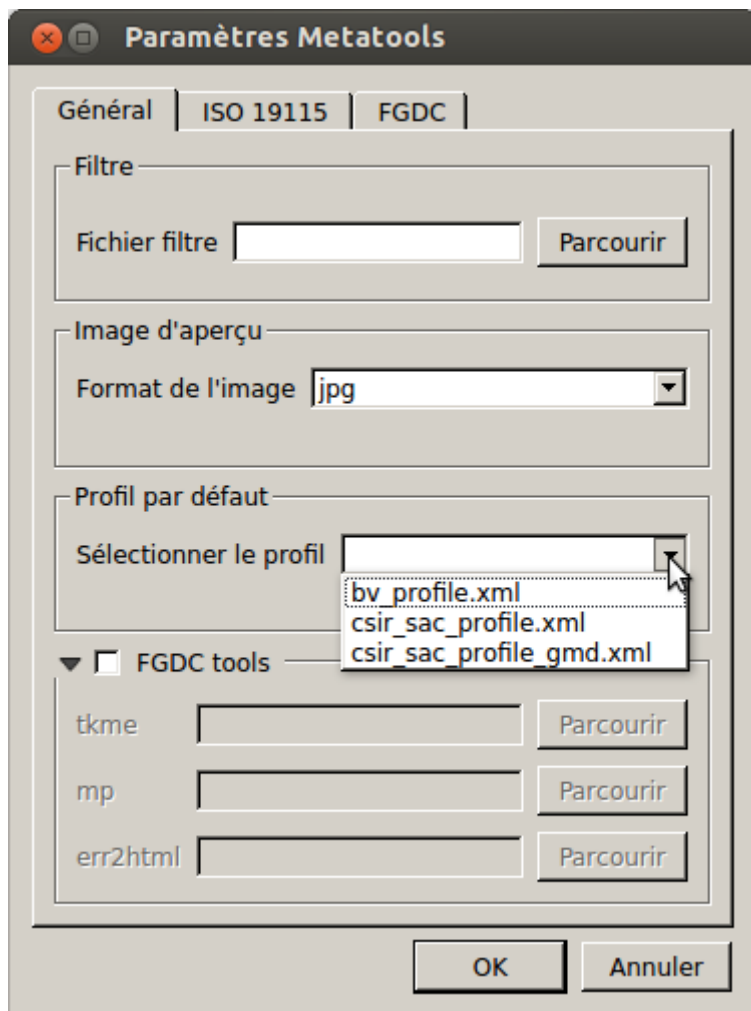 Paramètres Metatools
Général ISO 19115 FGDC
Filtre
Fichier filtre Parcourir
Image d'aperçu
Format de l'image jpg
Profil par défaut
Sélectionner le profil
bv_profile.xml
csir_sac_profile.xml
csir_sac_profile_gmd.xml
FGDC tools
tkme Parcourir
mp Parcourir
err2html Parcourir
OK Annuler